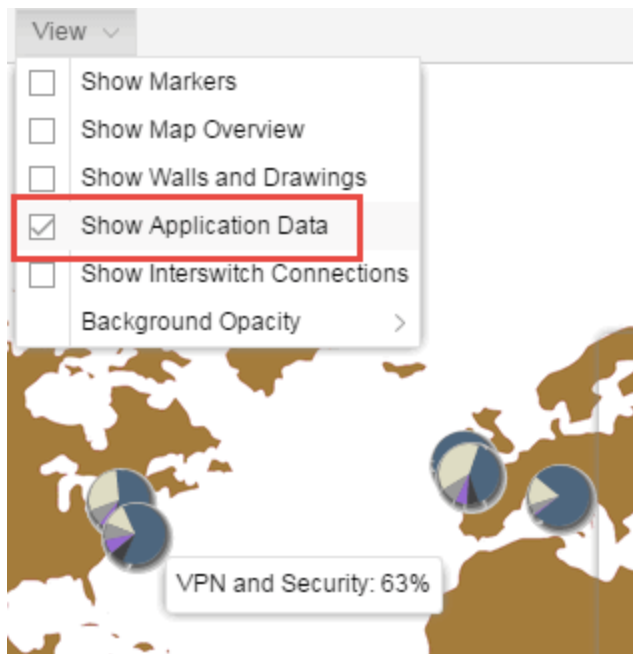 View
Show Markers
Show Map Overview
Show Walls and Drawings
Show Application Data
Show Interswitch Connections
Background Opacity
VPN and Security: 63%